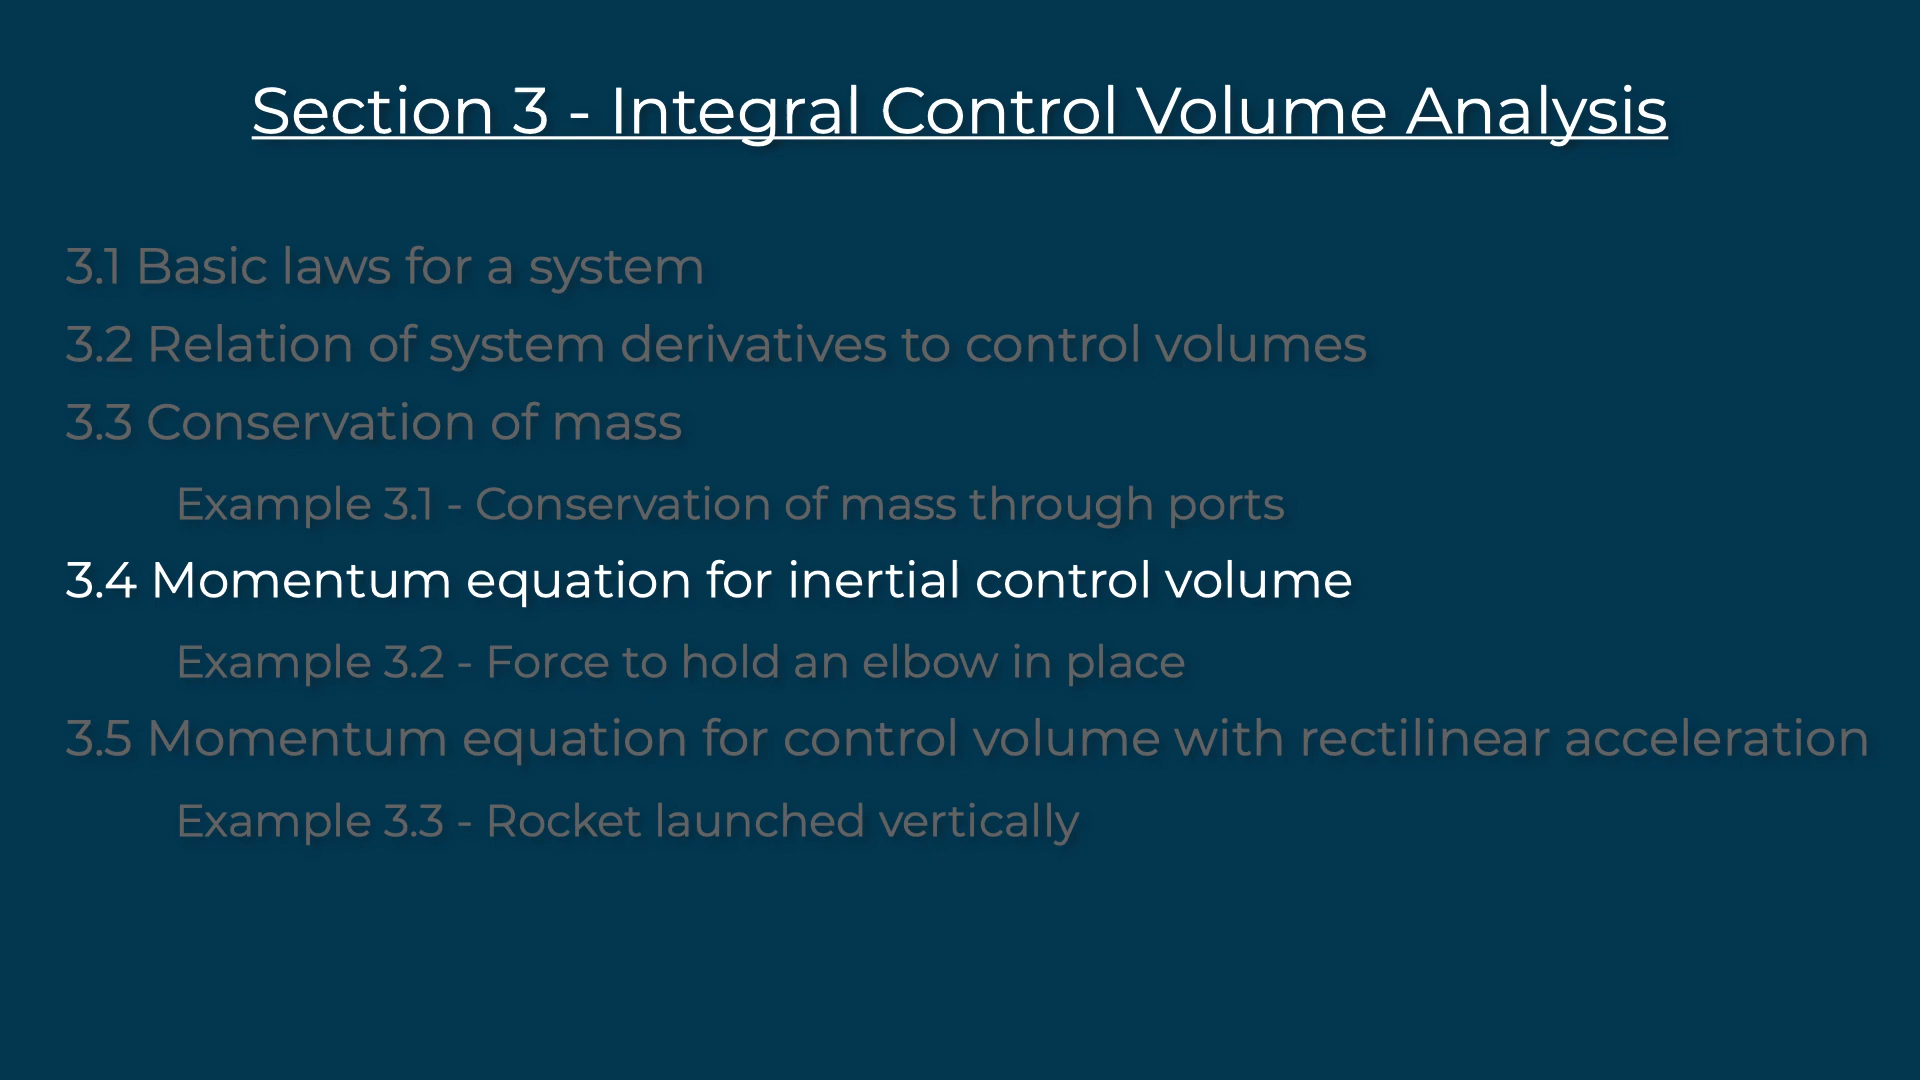 Section 3 - Integral Control Volume Analysis
3.1 Basic laws for a system
3.2 Relation of system derivatives to control volumes
3.3 Conservation of mass
Example 3.1 - Conservation of mass through ports
3.4 Momentum equation for inertial control volume
Example 3.2 - Force to hold an elbow in place
3.5 Momentum equation for control volume with rectilinear acceleration
Example 3.3 - Rocket launched vertically